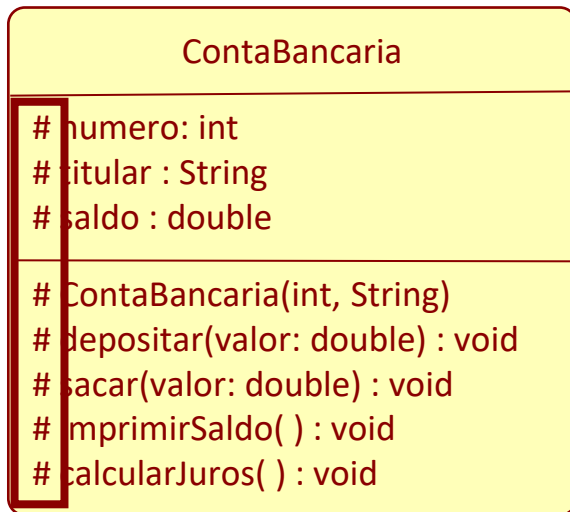 ContaBancaria
# numero: int
# titular : String
# saldo : double
# ContaBancaria(int, String)
# depositar(valor: double) : void
# sacar(valor: double) : void
# imprimirSaldo( ) : void
# calcularJuros( ) : void